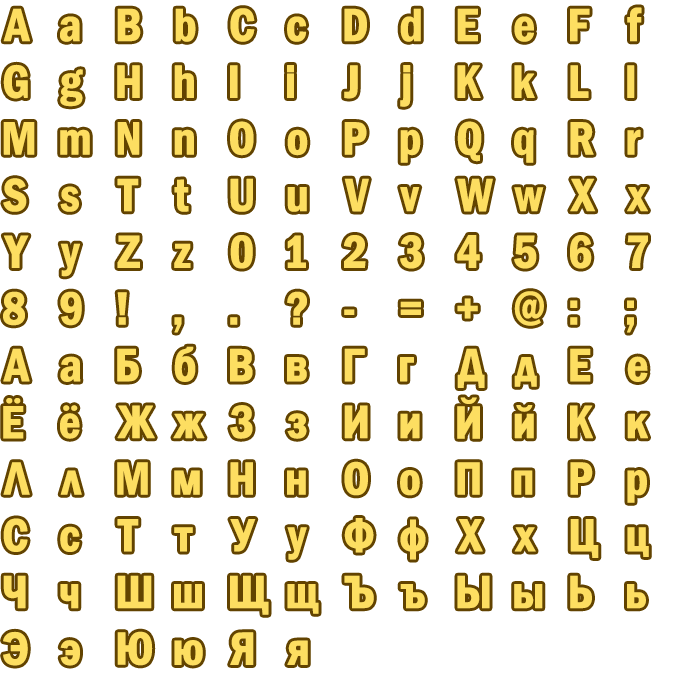 A a B b C c D d E e F f
G g H h I i J j K k L l
M m N n O o P p Q q R r
S s T t U u V v W w X x
Y y Z z 0 1 2 3 4 5 6 7
8 9 ! , . ? - = + @ : ;
А а Б б В в Г г Д д Е е
Ё ё Ж ж З з И и Й й К к
Л л М м Н н О о П п Р р
С с Т т У у Ф ф Х х Ц ц
Ч ч Ш ш Щ щ Ъ ъ Ы ы Ь ь
Э э Ю ю Я я